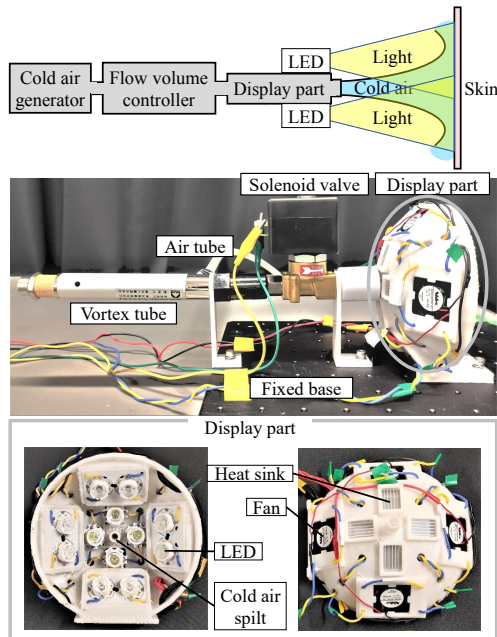 LED
Light
Cold air
generator
Flow volume
controller
Display part
Cold air
Skin
LED
Light
Solenoid valve
Display part
Air tube
Vortex tube
Fixed base
Display part
Heat sink
Fan
LED
Cold air
spilt